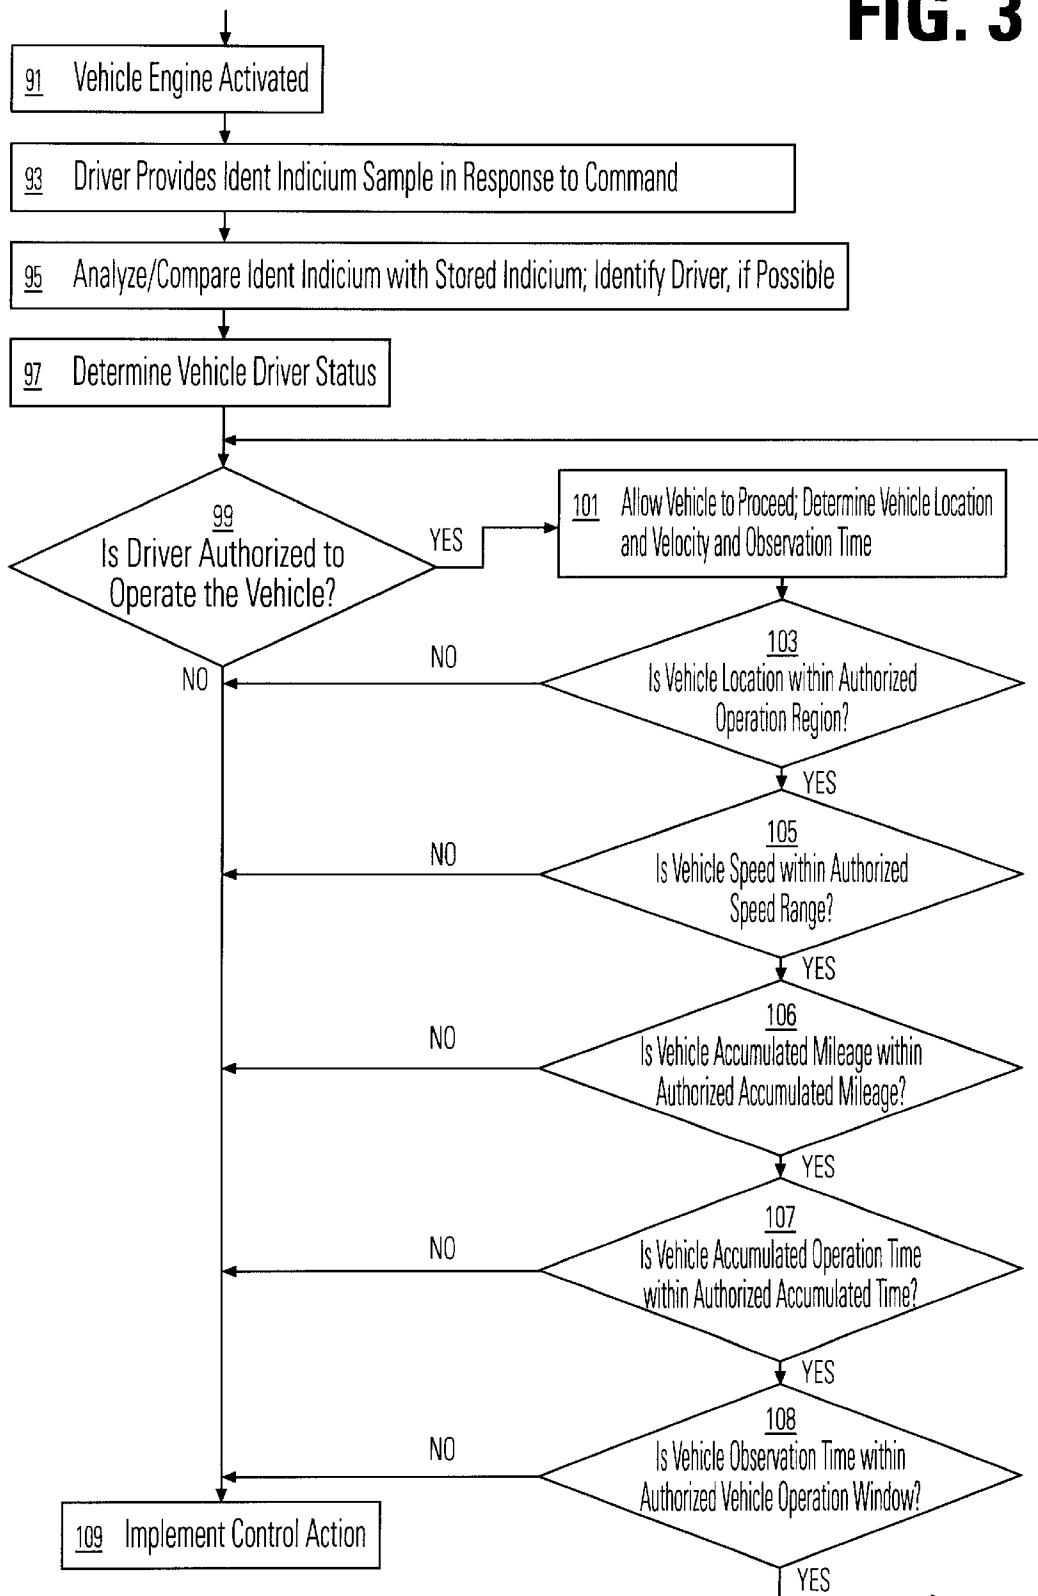 FIG. 3
91 Vehicle Engine Activated
93 Driver Provides Ident Indicium Sample in Response to Command
95 Analyze/Compare Ident Indicium with Stored Indicium; Identify Driver, if Possible
97 Determine Vehicle Driver Status
99
Is Driver Authorized to
Operate the Vehicle?
YES
NO
101 Allow Vehicle to Proceed; Determine Vehicle Location
and Velocity and Observation Time
103
Is Vehicle Location within Authorized
Operation Region?
NO
YES
105
Is Vehicle Speed within Authorized
Speed Range?
NO
YES
106
Is Vehicle Accumulated Mileage within
Authorized Accumulated Mileage?
NO
YES
107
Is Vehicle Accumulated Operation Time
within Authorized Accumulated Time?
NO
YES
108
Is Vehicle Observation Time within
Authorized Vehicle Operation Window?
NO
YES
109 Implement Control Action